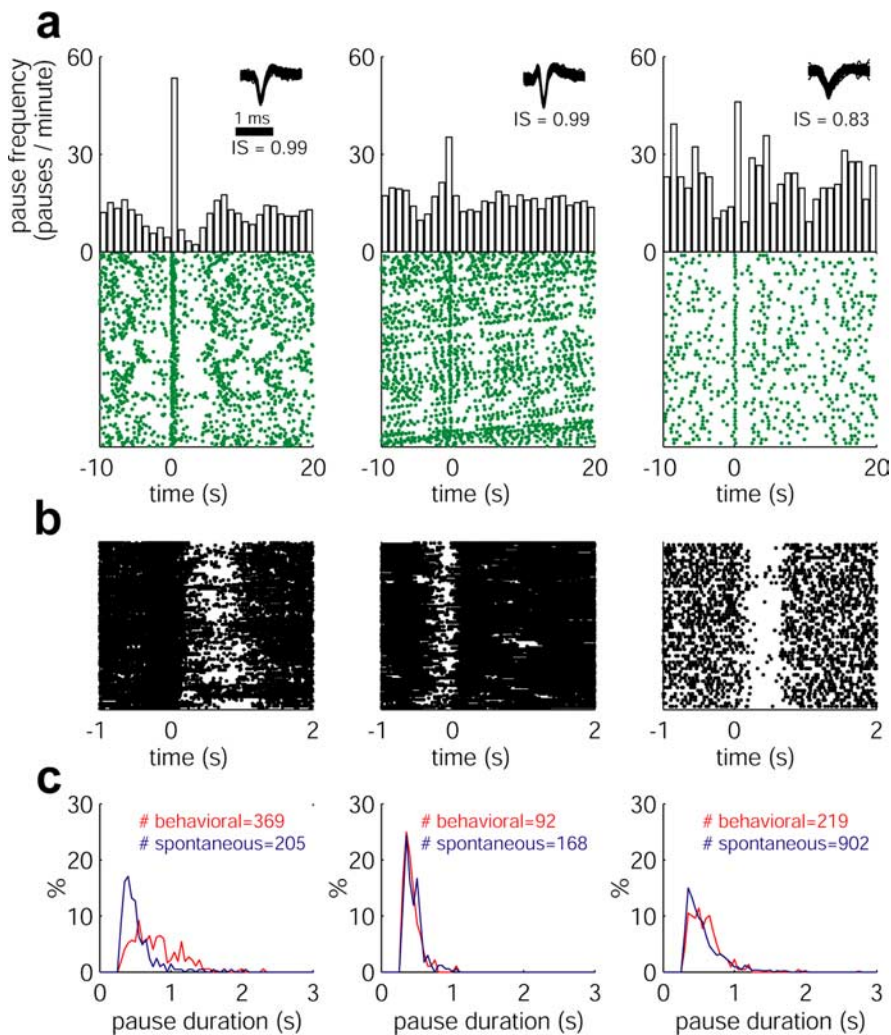 a
60
30
0
pause frequency
(pauses / minute)
1 ms
IS = 0.99
-10 0 20
time (s)
60
30
0
IS = 0.99
-10 0 20
time (s)
60
30
0
IS = 0.83
-10 0 20
time (s)
b
-1 0 2
time (s)
-1 0 2
time (s)
-1 0 2
time (s)
c
30
20
10
0
%
# behavioral=369
# spontaneous=205
0 1 2 3
pause duration (s)
30
20
10
0
%
# behavioral=92
# spontaneous=168
0 1 2 3
pause duration (s)
30
20
10
0
%
# behavioral=219
# spontaneous=902
0 1 2 3
pause duration (s)